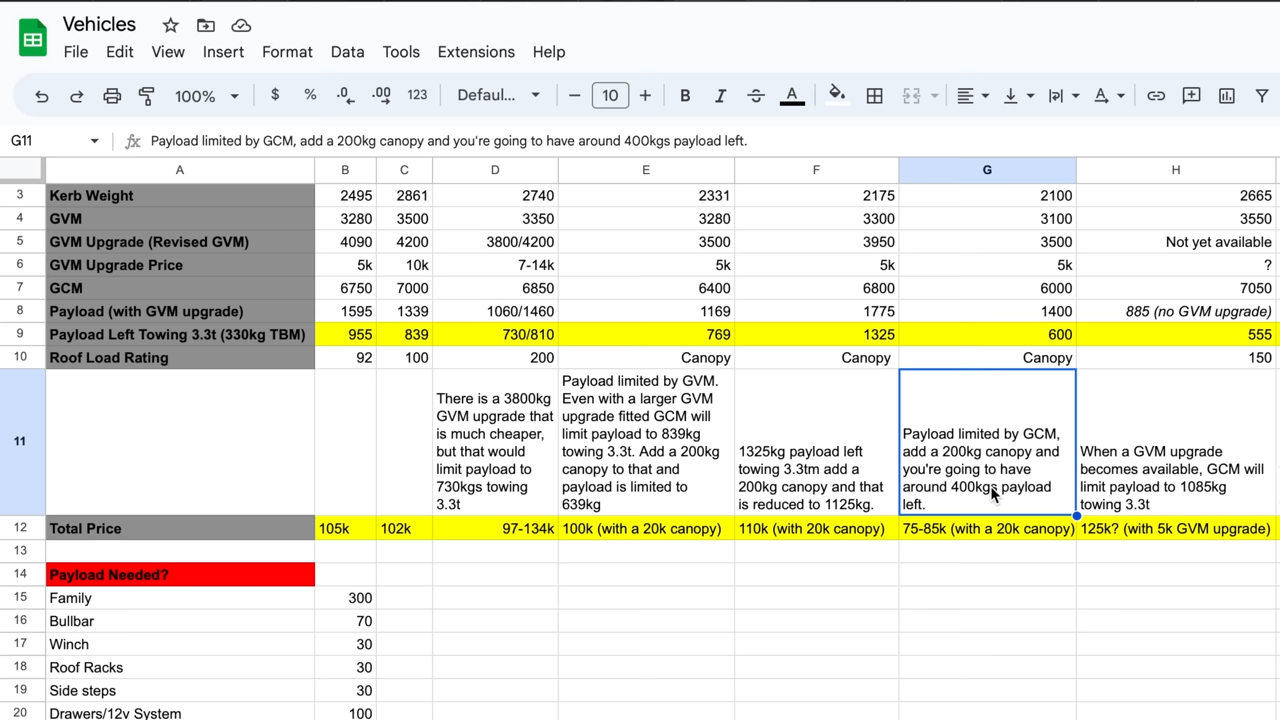 Vehicles
File Edit View Insert Format Data Tools Extensions Help
100% $ % .0 .00 123 Defaul... − 10 + B I A A
G11 fx Payload limited by GCM, add a 200kg canopy and you're going to have around 400kgs payload left.
A B C D E F G H
3 Kerb Weight 2495 2861 2740 2331 2175 2100 2665
4 GVM 3280 3500 3350 3280 3300 3100 3550
5 GVM Upgrade (Revised GVM) 4090 4200 3800/4200 3500 3950 3500 Not yet available
6 GVM Upgrade Price 5k 10k 7-14k 5k 5k 5k ?
7 GCM 6750 7000 6850 6400 6800 6000 7050
8 Payload (with GVM upgrade) 1595 1339 1060/1460 1169 1775 1400 885 (no GVM upgrade)
9 Payload Left Towing 3.3t (330kg TBM) 955 839 730/810 769 1325 600 555
10 Roof Load Rating 92 100 200 Canopy Canopy Canopy 150
11
There is a 3800kg
GVM upgrade that
is much cheaper,
but that would
limit payload to
730kgs towing
3.3t
Payload limited by GVM.
Even with a larger GVM
upgrade fitted GCM will
limit payload to 839kg
towing 3.3t. Add a 200kg
canopy to that and
payload is limited to
639kg
1325kg payload left
towing 3.3tm add a
200kg canopy and that
is reduced to 1125kg.
Payload limited by GCM,
add a 200kg canopy and
you're going to have
around 400kgs payload
left.
When a GVM upgrade
becomes available, GCM will
limit payload to 1085kg
towing 3.3t
12 Total Price 105k 102k 97-134k 100k (with a 20k canopy) 110k (with 20k canopy) 75-85k (with a 20k canopy) 125k? (with 5k GVM upgrade)
13
14 Payload Needed?
15 Family 300
16 Bullbar 70
17 Winch 30
18 Roof Racks 30
19 Side steps 30
20 Drawers/12v System 100